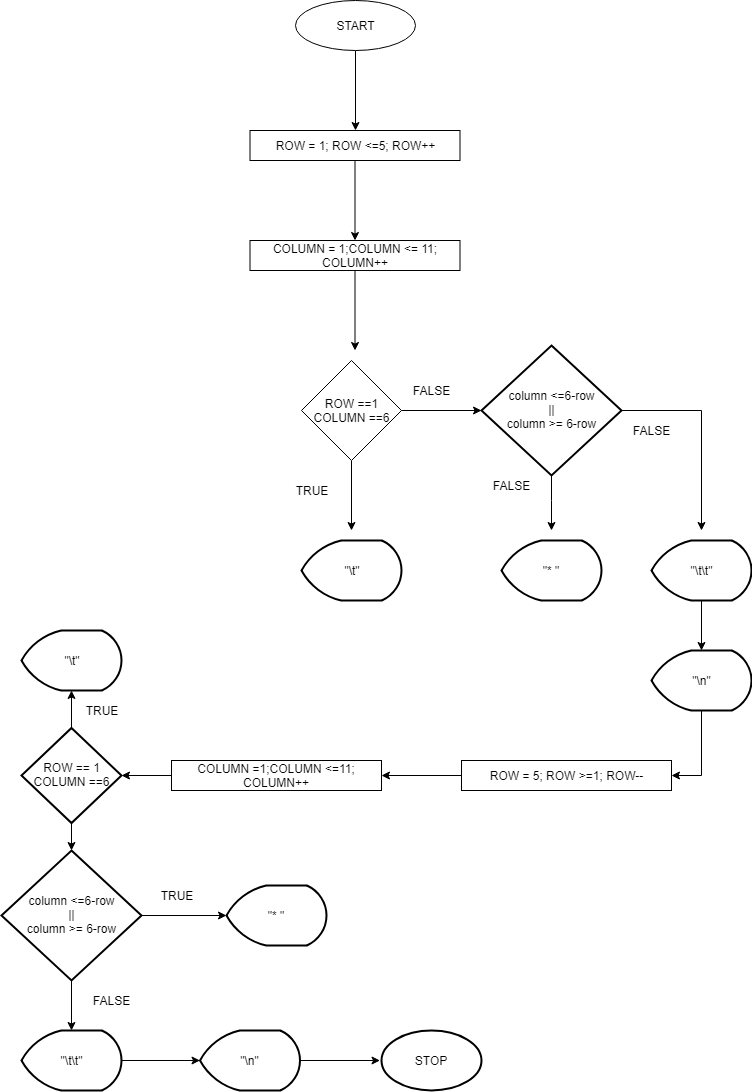 START
ROW = 1; ROW <=5; ROW++
COLUMN = 1;COLUMN <= 11;
COLUMN++
ROW ==1
COLUMN ==6
FALSE
column <=6-row
||
column >= 6-row
FALSE
TRUE
FALSE
"\t"
"* "
"\t\t"
"\t"
"\n"
TRUE
ROW == 1
COLUMN ==6
COLUMN =1;COLUMN <=11;
COLUMN++
ROW = 5; ROW >=1; ROW--
column <=6-row
||
column >= 6-row
TRUE
"* "
FALSE
"\t\t"
"\n"
STOP